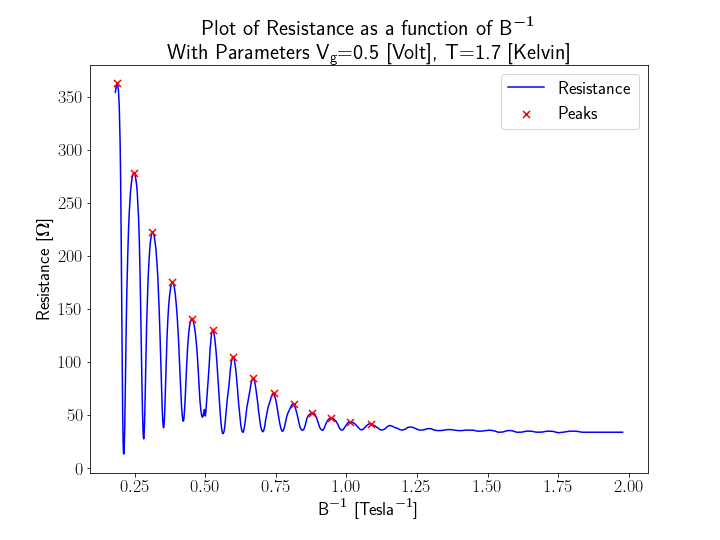 Plot of Resistance as a function of B⁻¹
With Parameters V_g=0.5 [Volt], T=1.7 [Kelvin]
Resistance
Peaks
Resistance [Ω]
350
300
250
200
150
100
50
0
0.25 0.50 0.75 1.00 1.25 1.50 1.75 2.00
B⁻¹ [Tesla⁻¹]